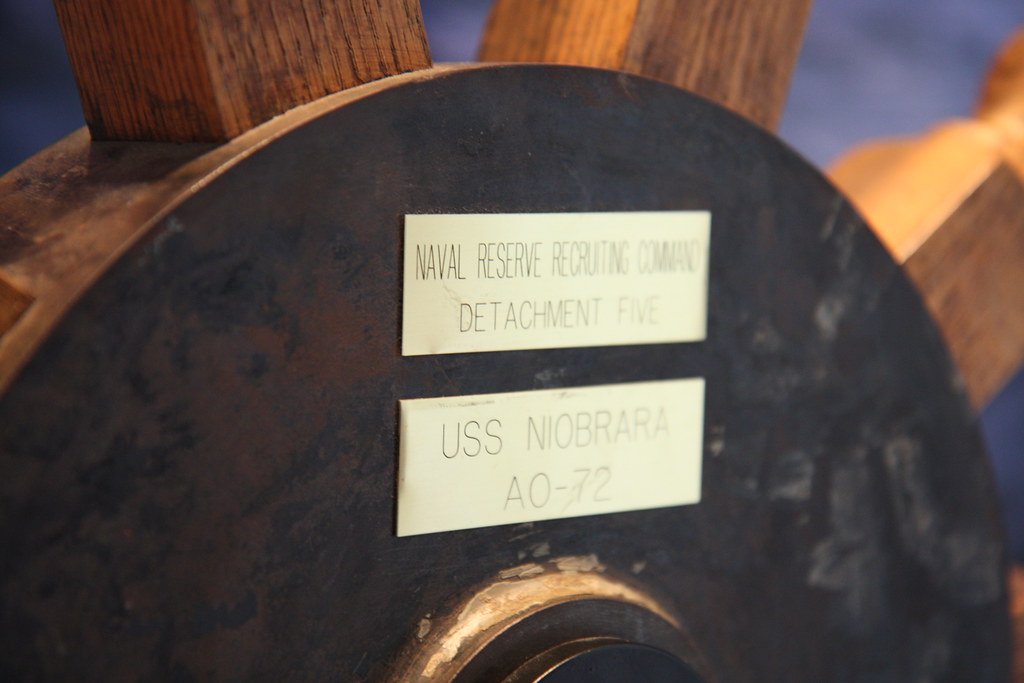 NAVAL RESERVE RECRUITING COMMAND
DETACHMENT FIVE
USS NIOBRARA
AO-72